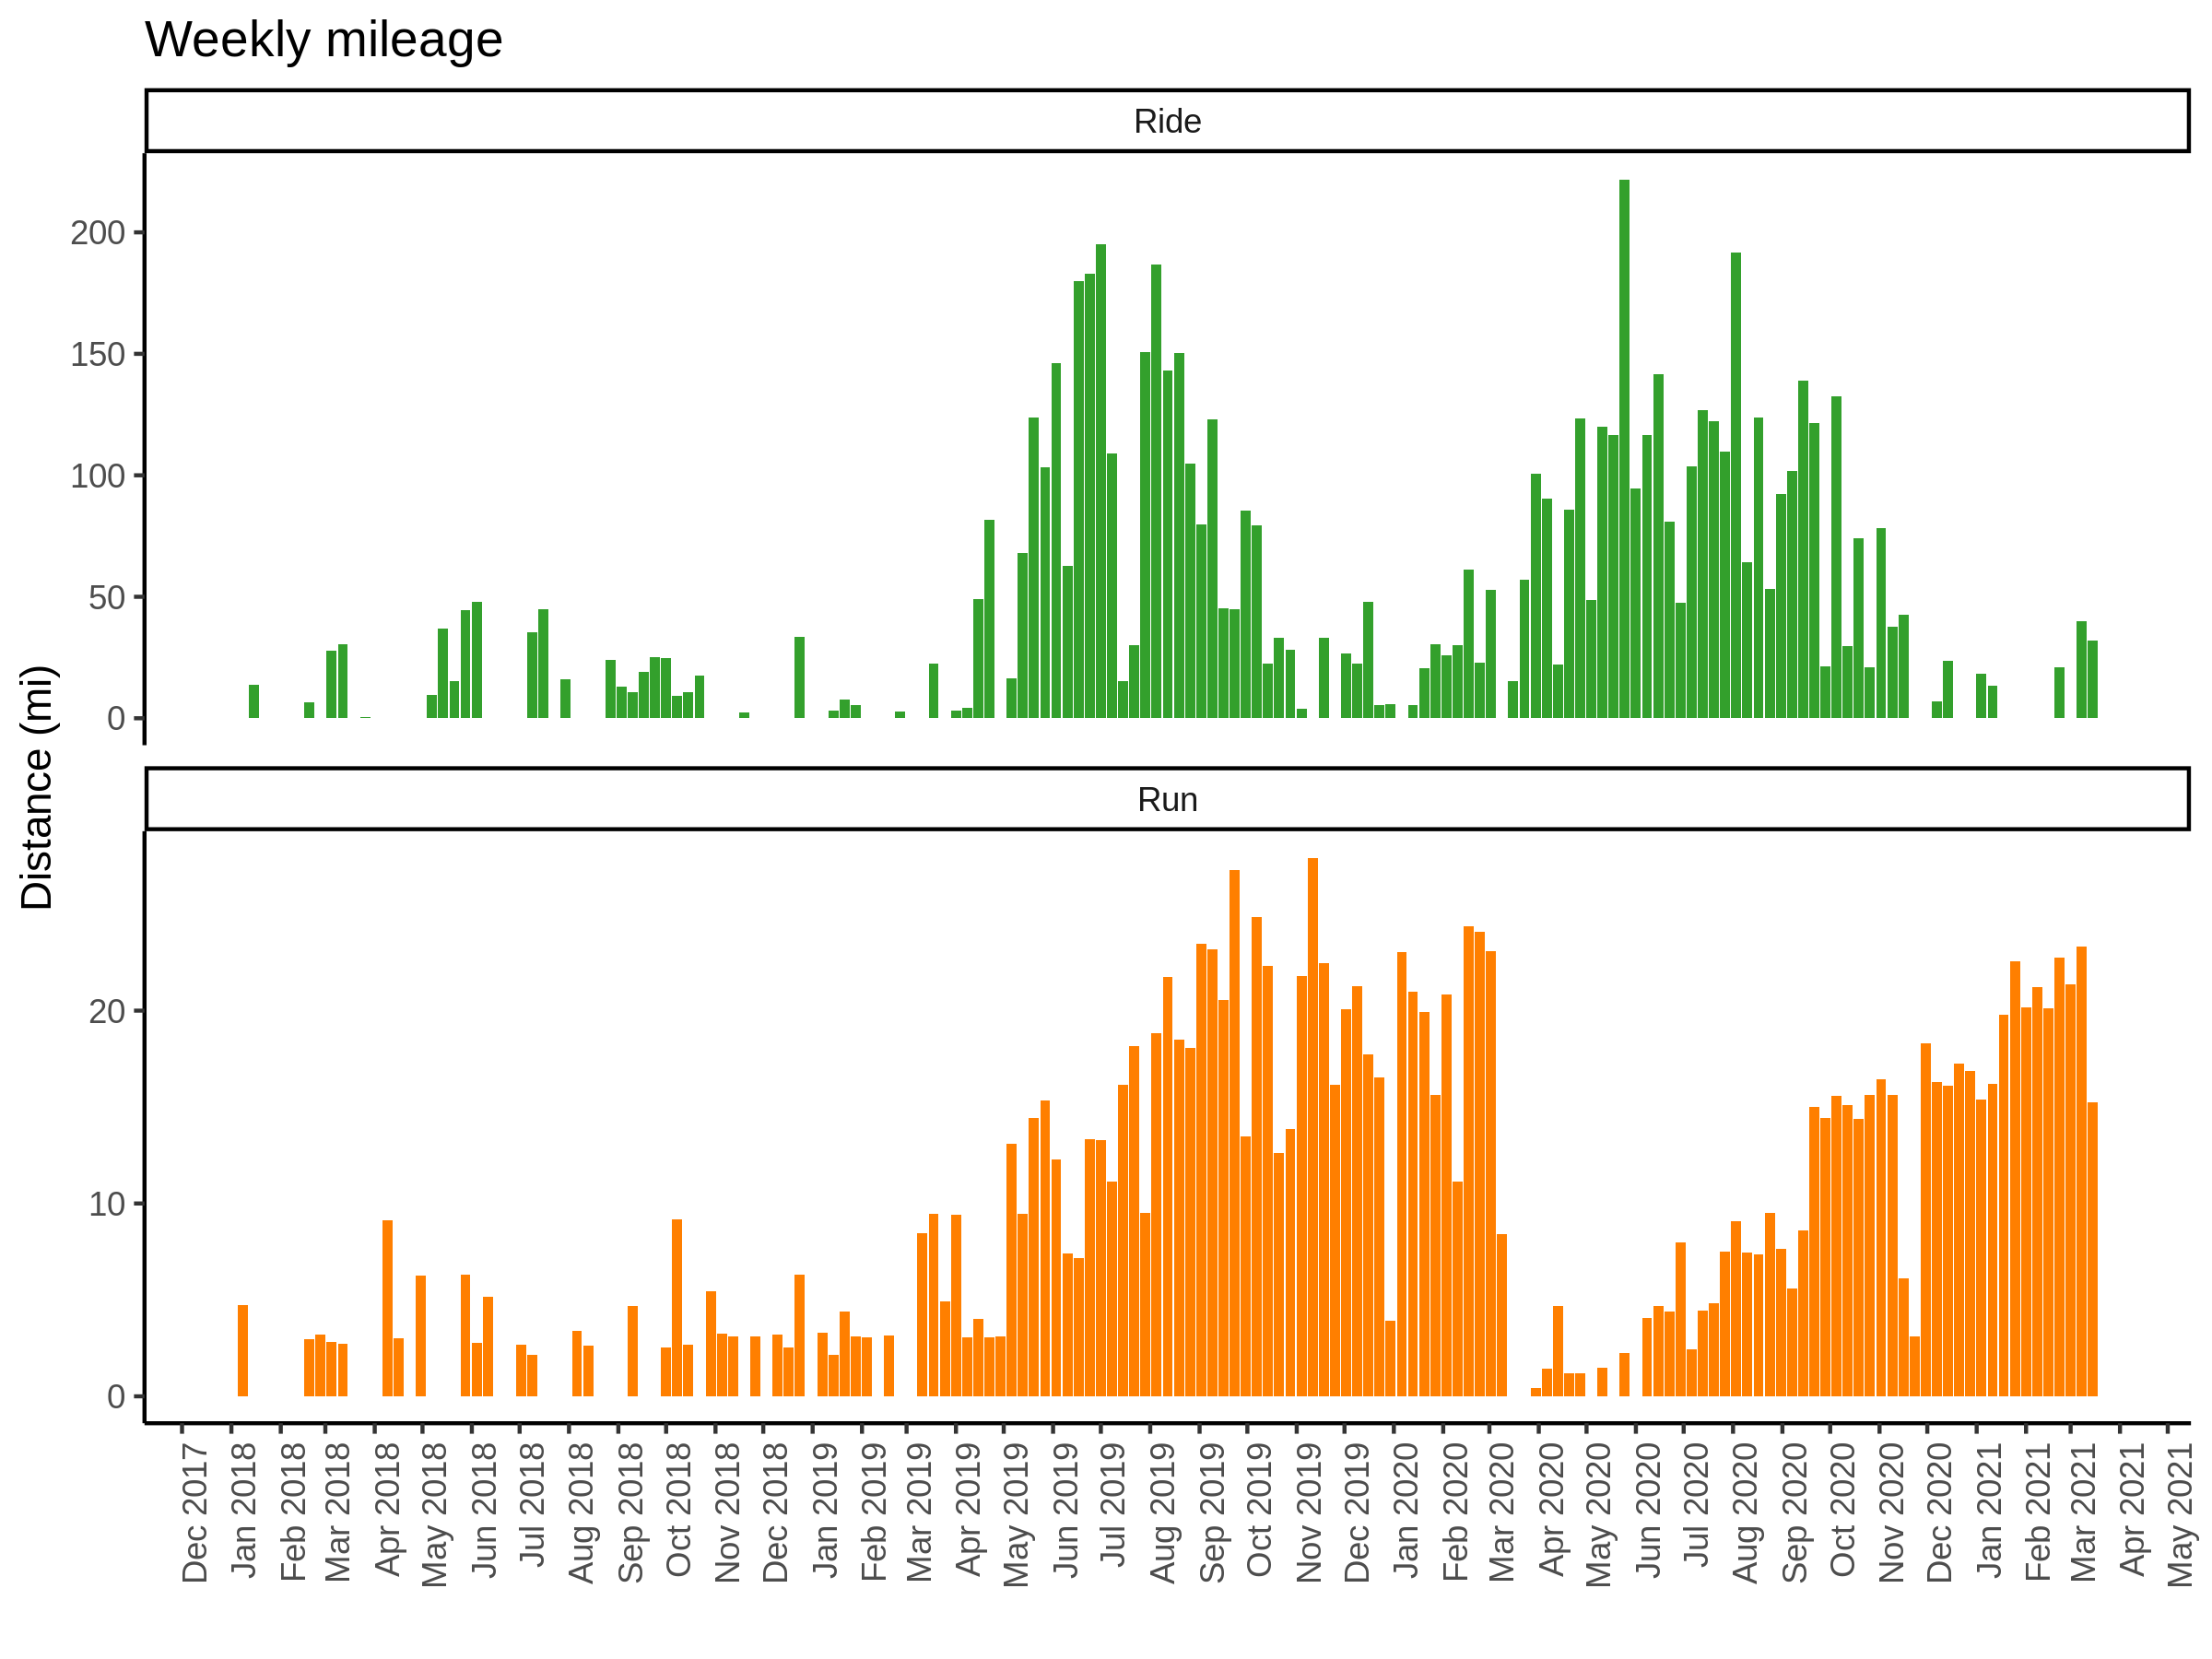 Weekly mileage
Ride
200
150
100
50
0
Distance (mi)
Run
20
10
0
Dec 2017
Jan 2018
Feb 2018
Mar 2018
Apr 2018
May 2018
Jun 2018
Jul 2018
Aug 2018
Sep 2018
Oct 2018
Nov 2018
Dec 2018
Jan 2019
Feb 2019
Mar 2019
Apr 2019
May 2019
Jun 2019
Jul 2019
Aug 2019
Sep 2019
Oct 2019
Nov 2019
Dec 2019
Jan 2020
Feb 2020
Mar 2020
Apr 2020
May 2020
Jun 2020
Jul 2020
Aug 2020
Sep 2020
Oct 2020
Nov 2020
Dec 2020
Jan 2021
Feb 2021
Mar 2021
Apr 2021
May 2021